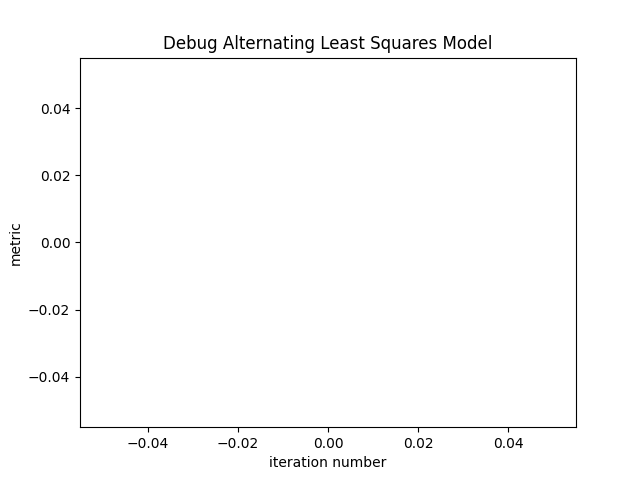 Debug Alternating Least Squares Model
0.04
0.02
0.00
−0.02
−0.04
metric
−0.04 −0.02 0.00 0.02 0.04
iteration number